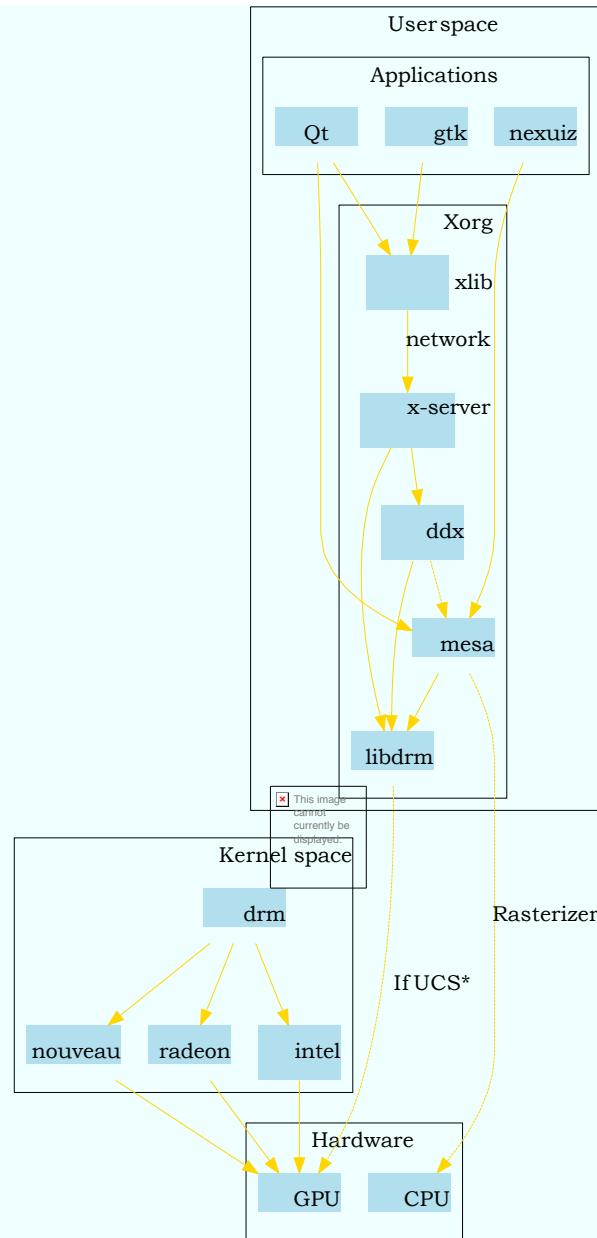 User space
Applications
Qt gtk nexuiz
Xorg
xlib
network
x-server
ddx
mesa
libdrm
This image
cannot
currently be
displayed.
Kernel space
drm
Rasterizer
If UCS*
nouveau radeon intel
Hardware
GPU CPU